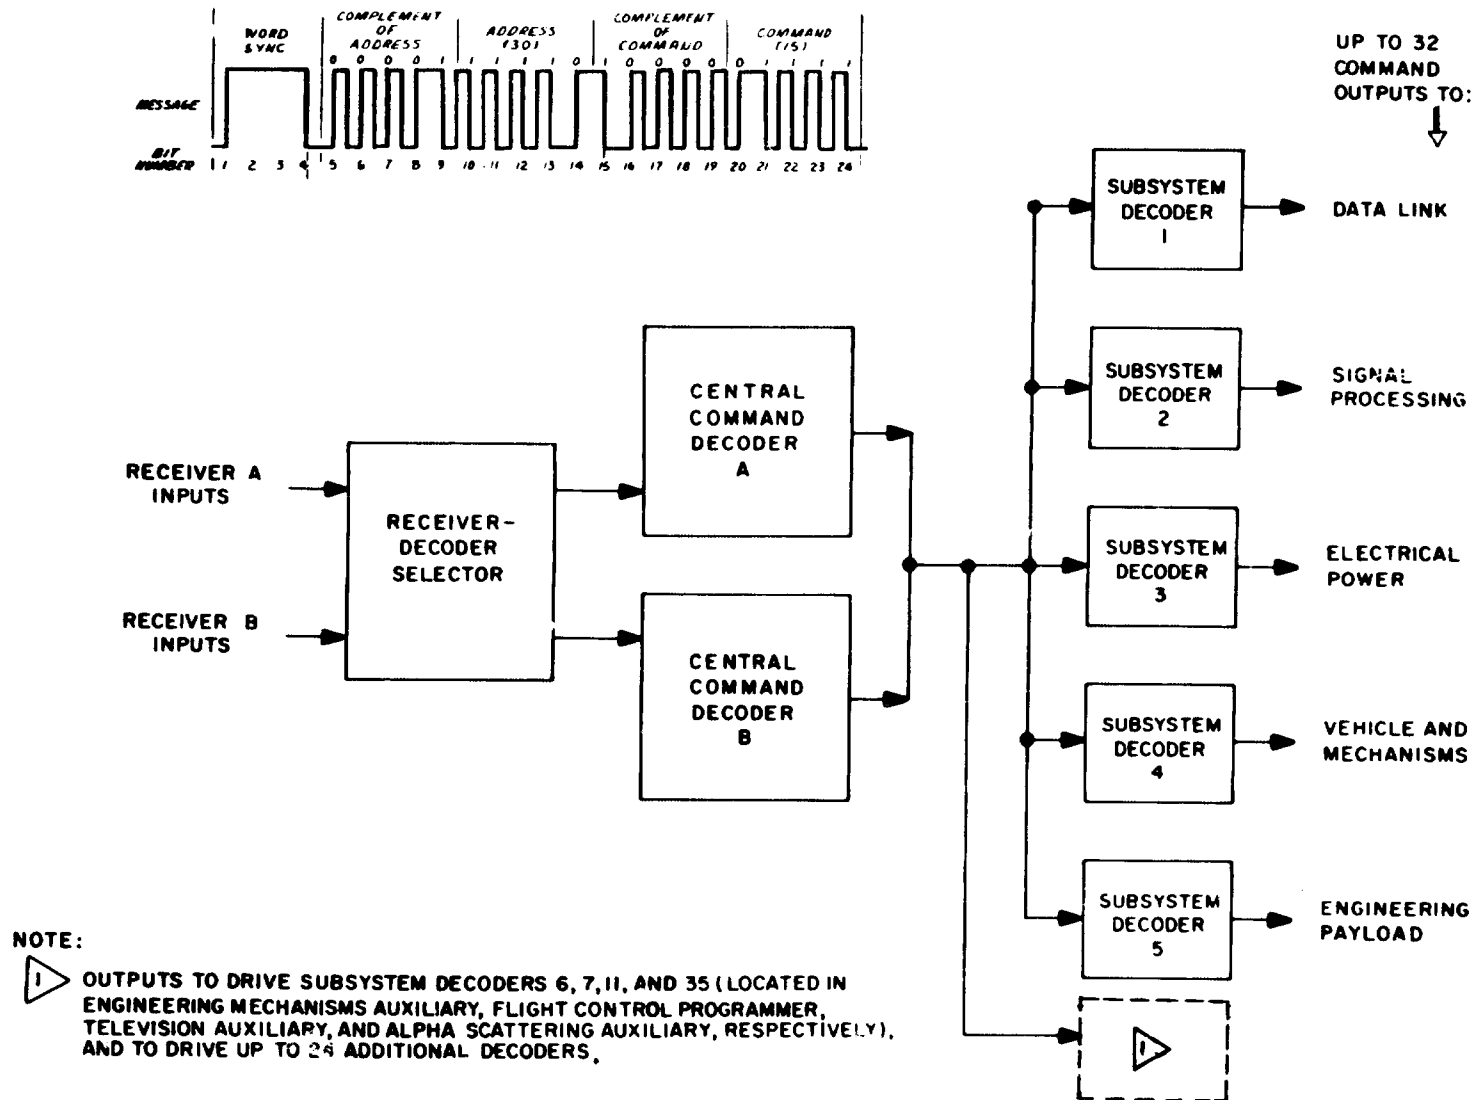 WORD
SYNC
COMPLEMENT
OF
ADDRESS
ADDRESS
(30)
COMPLEMENT
OF
COMMAND
COMMAND
(15)
0 0 0 0 1 1 1 1 1 0 1 0 0 0 0 0 1 1 1 1
MESSAGE
BIT
NUMBER
1 2 3 4 5 6 7 8 9 10 11 12 13 14 15 16 17 18 19 20 21 22 23 24
UP TO 32
COMMAND
OUTPUTS TO:
SUBSYSTEM
DECODER
1
DATA LINK
SUBSYSTEM
DECODER
2
SIGNAL
PROCESSING
CENTRAL
COMMAND
DECODER
A
RECEIVER A
INPUTS
RECEIVER-
DECODER
SELECTOR
SUBSYSTEM
DECODER
3
ELECTRICAL
POWER
RECEIVER B
INPUTS
CENTRAL
COMMAND
DECODER
B
SUBSYSTEM
DECODER
4
VEHICLE AND
MECHANISMS
SUBSYSTEM
DECODER
5
ENGINEERING
PAYLOAD
NOTE:
1 OUTPUTS TO DRIVE SUBSYSTEM DECODERS 6, 7, 11, AND 35 (LOCATED IN
ENGINEERING MECHANISMS AUXILIARY, FLIGHT CONTROL PROGRAMMER,
TELEVISION AUXILIARY, AND ALPHA SCATTERING AUXILIARY, RESPECTIVELY),
AND TO DRIVE UP TO ADDITIONAL DECODERS.
1